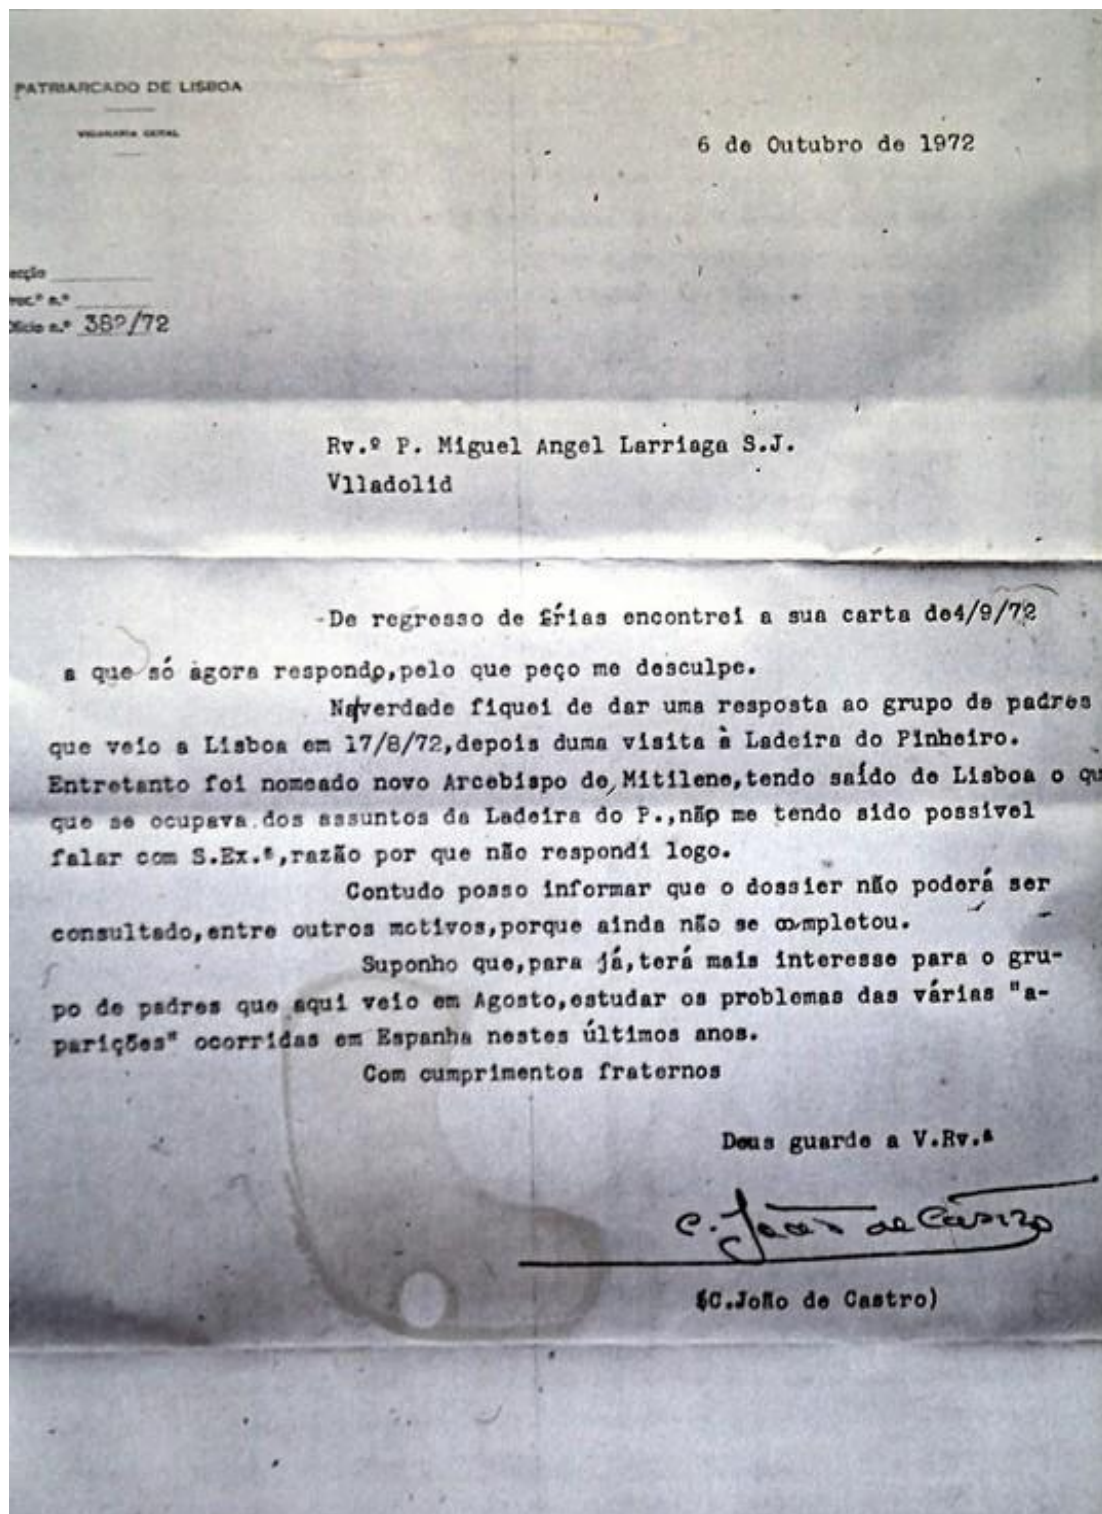 PATRIARCADO DE LISBOA
VIGARARIA GERAL
6 de Outubro de 1972
ecção
roc.º n.º
fício n.º 38?/72
Rv.º P. Miguel Angel Larriaga S.J.
Vlladolid
-De regresso de férias encontrei a sua carta de4/9/72
a que só agora respondo,pelo que peço me desculpe.
Na verdade fiquei de dar uma resposta ao grupo de padres
que veio a Lisboa em 17/8/72,depois duma visita à Ladeira do Pinheiro.
Entretanto foi nomeado novo Arcebispo de Mitilene,tendo saído de Lisboa o qu
que se ocupava dos assuntos da Ladeira do P.,não me tendo sido possivel
falar com S.Ex.ª,razão por que não respondi logo.
Contudo posso informar que o dossier não poderá ser
consultado,entre outros motivos,porque ainda não se completou.
Suponho que,para já,terá mais interesse para o gru-
po de padres que aqui veio em Agosto,estudar os problemas das várias "a-
parições" ocorridas em Espanha nestes últimos anos.
Com cumprimentos fraternos
Deus guarde a V.Rv.ª
C. João de Castro
(C.João de Castro)